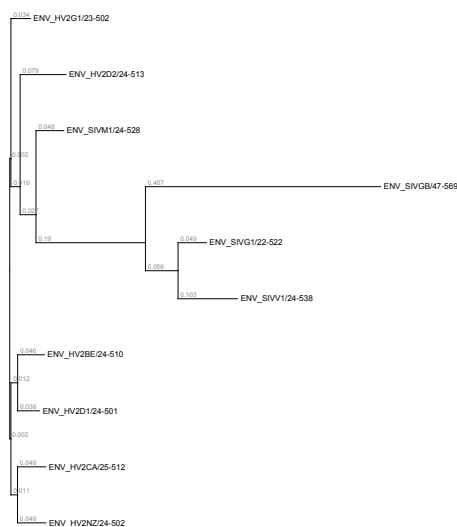 0.034
ENV_HV2G1/23-502
0.079
ENV_HV2D2/24-513
0.048
ENV_SIVM1/24-528
0.002
0.016
0.407
ENV_SIVGB/47-569
0.027
0.19
0.049
ENV_SIVG1/22-522
0.056
0.103
ENV_SIVV1/24-538
0.046
ENV_HV2BE/24-510
0.012
0.038
ENV_HV2D1/24-501
0.002
0.049
ENV_HV2CA/25-512
0.011
0.049
ENV_HV2NZ/24-502